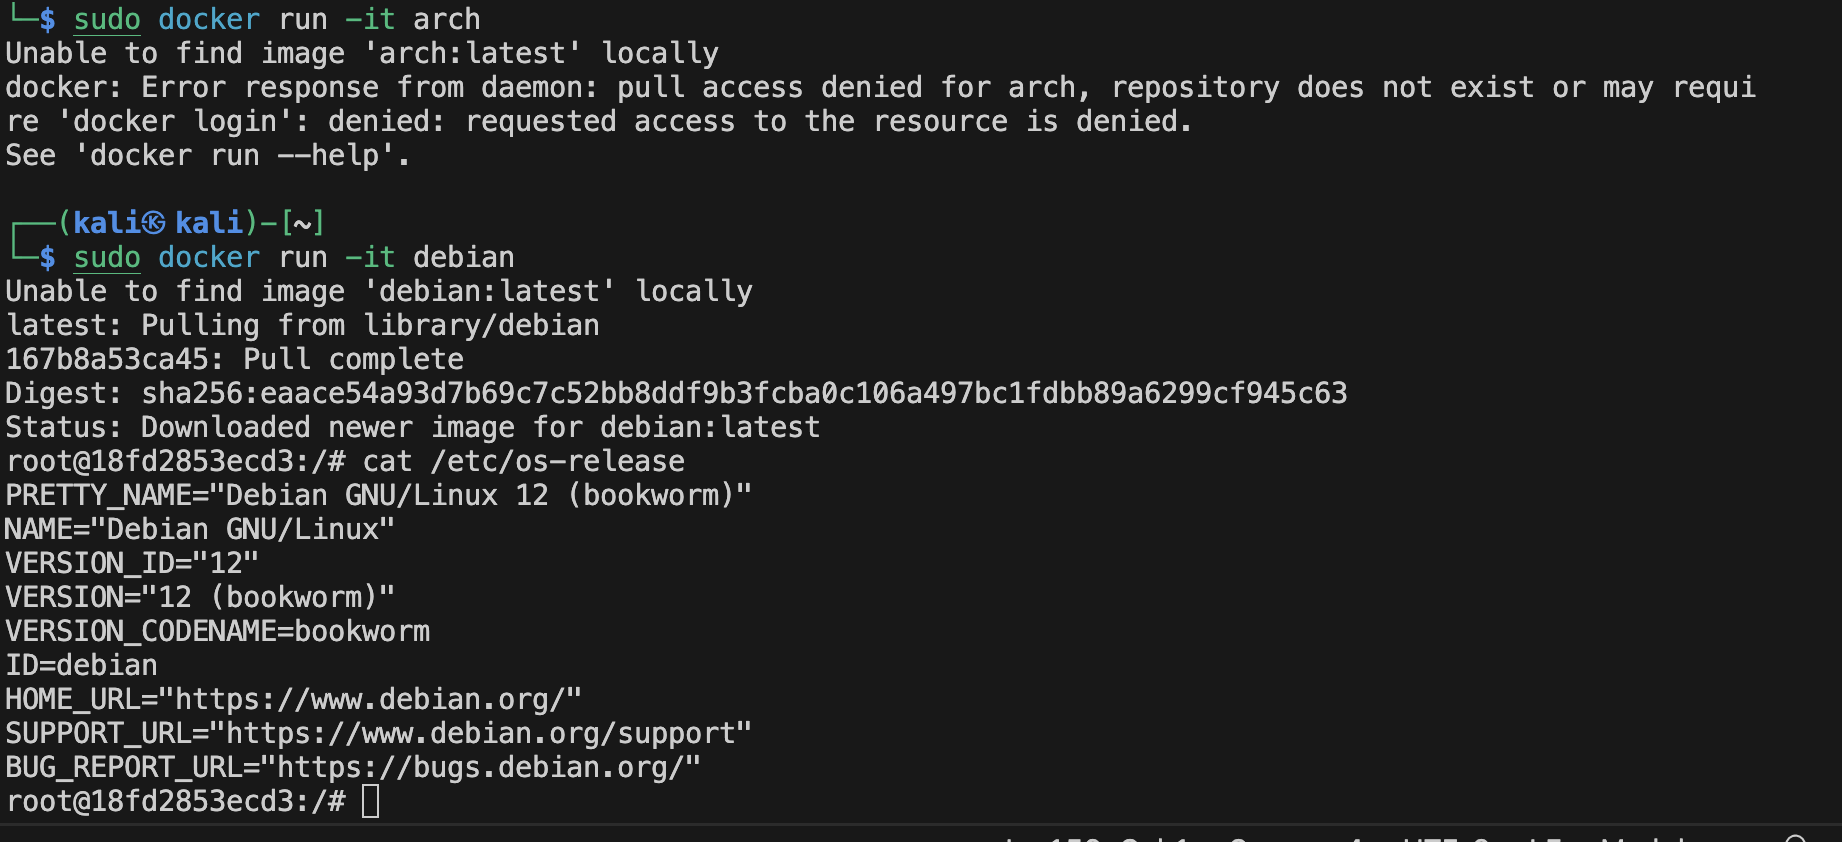 └─$ sudo docker run -it arch
Unable to find image 'arch:latest' locally
docker: Error response from daemon: pull access denied for arch, repository does not exist or may requi
re 'docker login': denied: requested access to the resource is denied.
See 'docker run --help'.
┌──(kali㉿kali)-[~]
└─$ sudo docker run -it debian
Unable to find image 'debian:latest' locally
latest: Pulling from library/debian
167b8a53ca45: Pull complete
Digest: sha256:eaace54a93d7b69c7c52bb8ddf9b3fcba0c106a497bc1fdbb89a6299cf945c63
Status: Downloaded newer image for debian:latest
root@18fd2853ecd3:/# cat /etc/os-release
PRETTY_NAME="Debian GNU/Linux 12 (bookworm)"
NAME="Debian GNU/Linux"
VERSION_ID="12"
VERSION="12 (bookworm)"
VERSION_CODENAME=bookworm
ID=debian
HOME_URL="https://www.debian.org/"
SUPPORT_URL="https://www.debian.org/support"
BUG_REPORT_URL="https://bugs.debian.org/"
root@18fd2853ecd3:/#